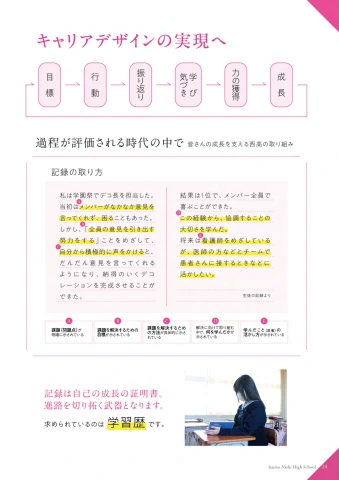 キャリアデザインの実現へ
目標
行動
振り返り
学び
気づき
力の獲得
成長
過程が評価される時代の中で 皆さんの成長を支える西高の取り組み
記録の取り方
私は学園祭でデコ長を担当した。
当初はメンバーがなかなか意見を
言ってくれず、困ることもあった。
しかし、「全員の意見を引き出す
努力をする」ことをめざして、
自分から積極的に声をかけると、
だんだん意見を言ってくれる
ようになり、納得のいくデコ
レーションを完成させることが
できた。
結果は1位で、メンバー全員で
喜ぶことができた。
この経験から、協調することの
大切さを学んだ。
将来は看護師をめざしている
が、医師の方などとチームで
患者さんに接するときなどに
活かしたい。
生徒の記録より
A
課題(問題点)が
明確に示されている
B
課題を解決するための
目標が示されている
C
課題を解決するため
の方法が具体的に示さ
れている
D
解決に向けて取り組む
中で、何を学んだかが
示されている
E
学んだこと(成果)の
活かし方が示されている
記録は自己の成長の証明書。
進路を切り拓く武器となります。
求められているのは 学習歴 です。